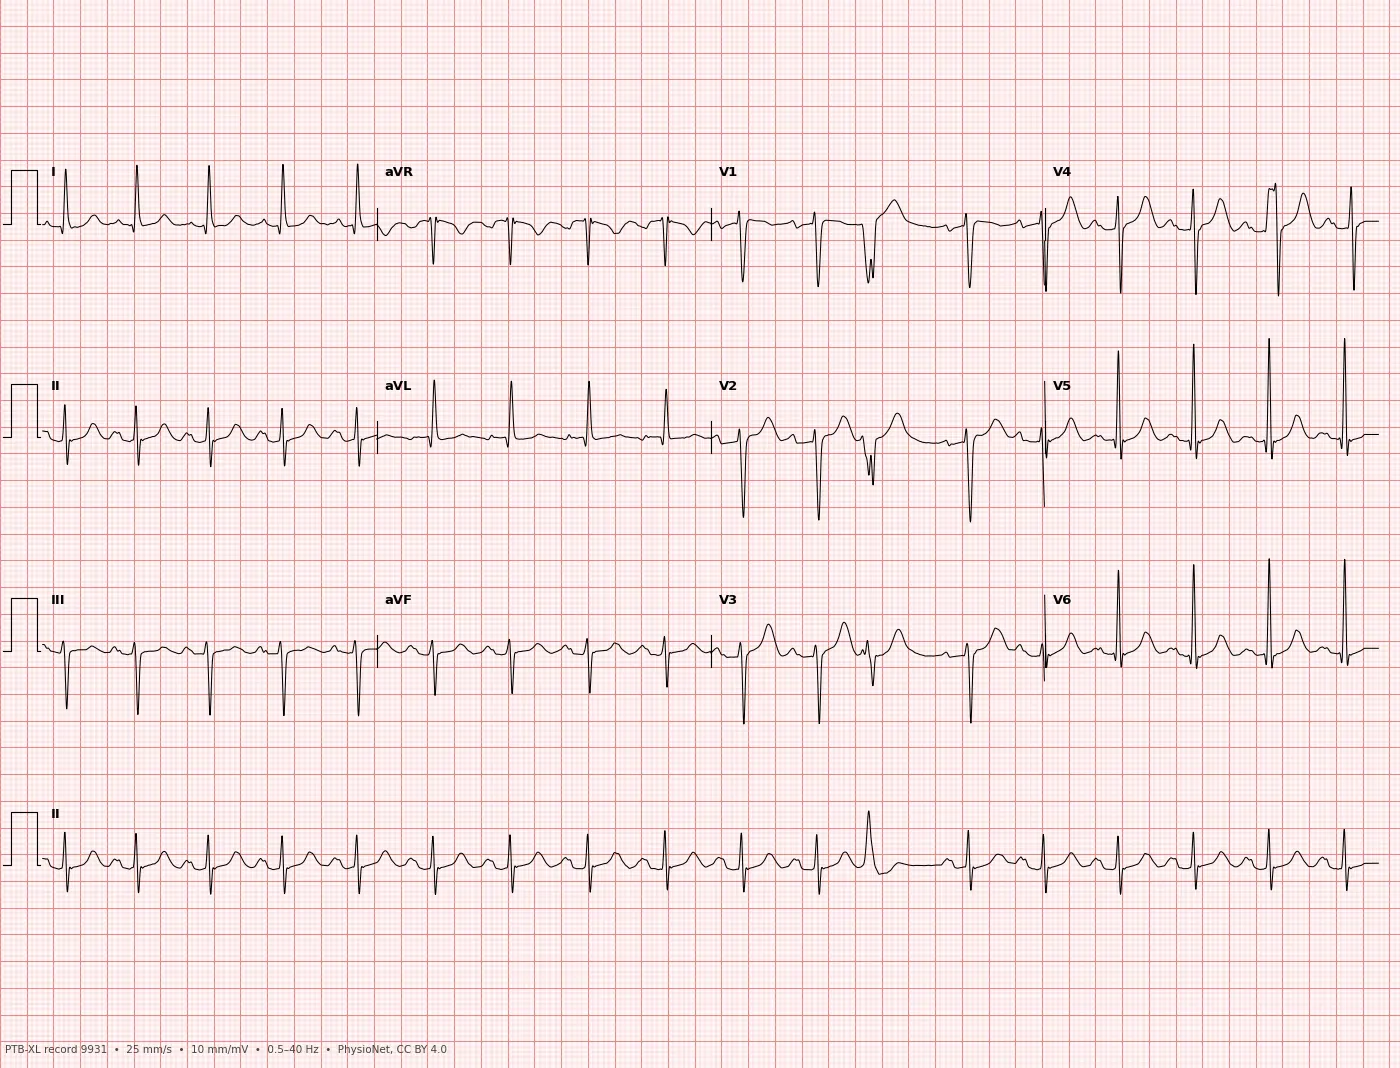 I aVR V1 V4
II aVL V2 V5
III aVF V3 V6
II
PTB-XL record 9931 • 25 mm/s • 10 mm/mV • 0.5–40 Hz • PhysioNet, CC BY 4.0